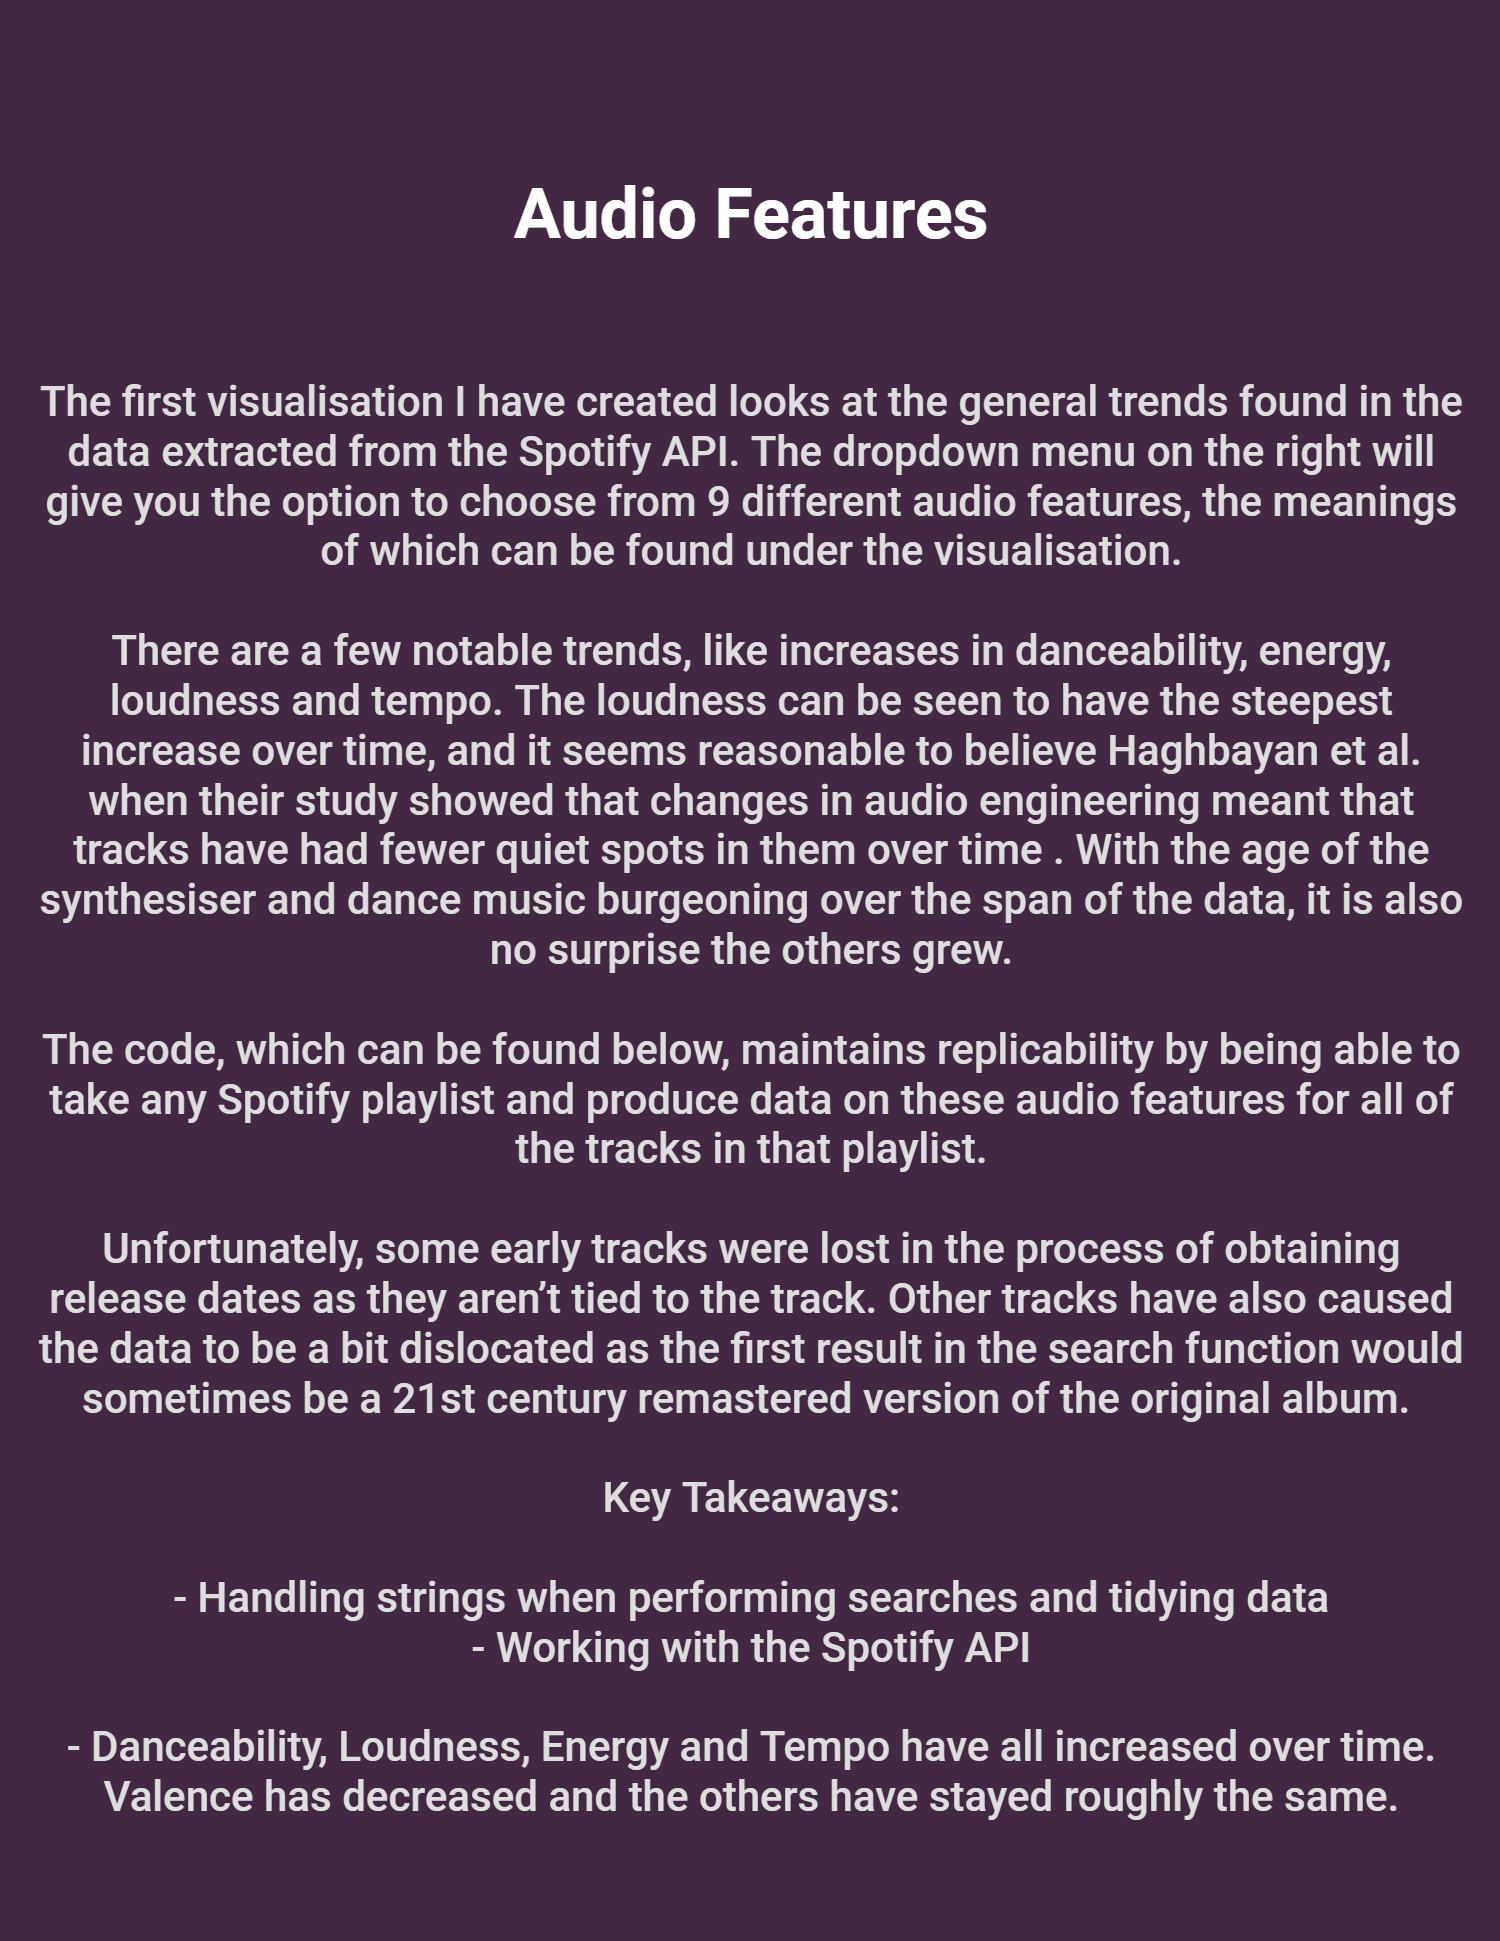 Audio Features
The first visualisation I have created looks at the general trends found in the
data extracted from the Spotify API. The dropdown menu on the right will
give you the option to choose from 9 different audio features, the meanings
of which can be found under the visualisation.
There are a few notable trends, like increases in danceability, energy,
loudness and tempo. The loudness can be seen to have the steepest
increase over time, and it seems reasonable to believe Haghbayan et al.
when their study showed that changes in audio engineering meant that
tracks have had fewer quiet spots in them over time . With the age of the
synthesiser and dance music burgeoning over the span of the data, it is also
no surprise the others grew.
The code, which can be found below, maintains replicability by being able to
take any Spotify playlist and produce data on these audio features for all of
the tracks in that playlist.
Unfortunately, some early tracks were lost in the process of obtaining
release dates as they aren’t tied to the track. Other tracks have also caused
the data to be a bit dislocated as the first result in the search function would
sometimes be a 21st century remastered version of the original album.
Key Takeaways:
- Handling strings when performing searches and tidying data
- Working with the Spotify API
- Danceability, Loudness, Energy and Tempo have all increased over time.
Valence has decreased and the others have stayed roughly the same.